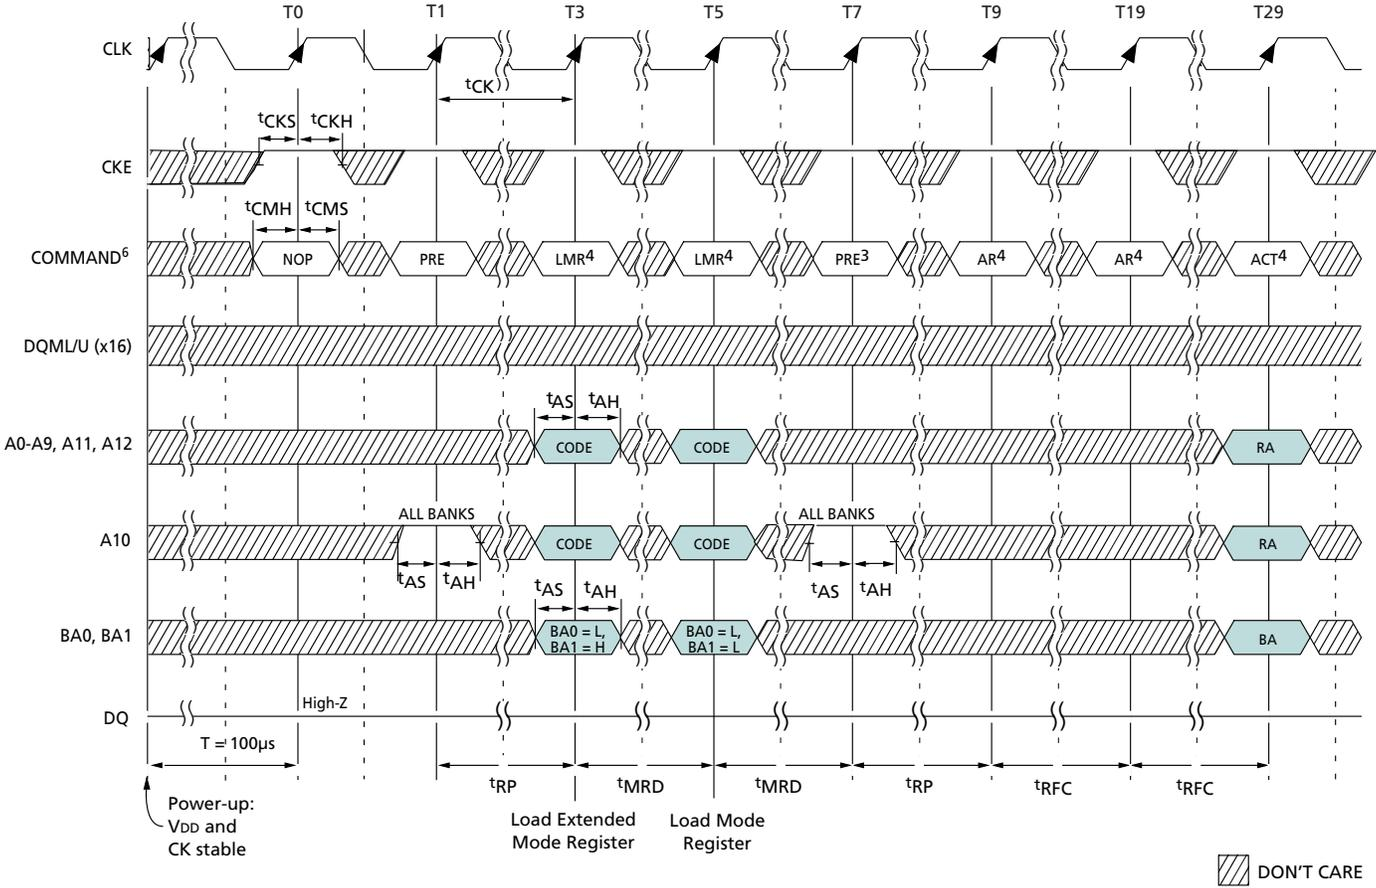 T0 T1 T3 T5 T7 T9 T19 T29
CLK
tCK
tCKS tCKH
CKE
tCMH tCMS
COMMAND6 NOP PRE LMR4 LMR4 PRE3 AR4 AR4 ACT4
DQML/U (x16)
tAS tAH
A0-A9, A11, A12 CODE CODE RA
ALL BANKS ALL BANKS
A10 CODE CODE RA
tAS tAH tAS tAH
tAS tAH
BA0, BA1 BA0 = L, BA0 = L, BA
BA1 = H BA1 = L
High-Z
DQ
T = 100µs
tRP tMRD tMRD tRP tRFC tRFC
Power-up:
VDD and
CK stable
Load Extended
Mode Register
Load Mode
Register
DON'T CARE